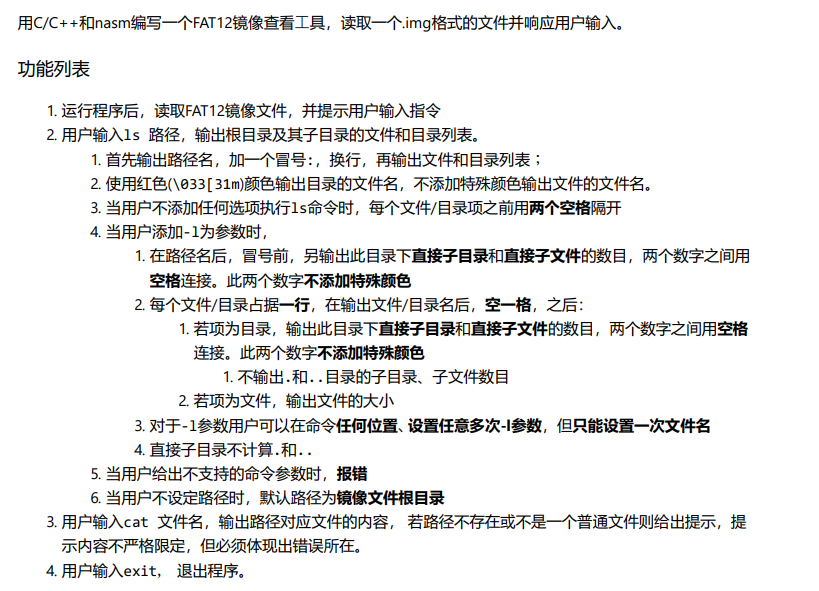 用C/C++和nasm编写一个FAT12镜像查看工具，读取一个.img格式的文件并响应用户输入。
功能列表
1. 运行程序后，读取FAT12镜像文件，并提示用户输入指令
2. 用户输入ls 路径，输出根目录及其子目录的文件和目录列表。
1. 首先输出路径名，加一个冒号:，换行，再输出文件和目录列表；
2. 使用红色(\033[31m)颜色输出目录的文件名，不添加特殊颜色输出文件的文件名。
3. 当用户不添加任何选项执行ls命令时，每个文件/目录项之前用两个空格隔开
4. 当用户添加-l为参数时，
1. 在路径名后，冒号前，另输出此目录下直接子目录和直接子文件的数目，两个数字之间用
空格连接。此两个数字不添加特殊颜色
2. 每个文件/目录占据一行，在输出文件/目录名后，空一格，之后：
1. 若项为目录，输出此目录下直接子目录和直接子文件的数目，两个数字之间用空格
连接。此两个数字不添加特殊颜色
1. 不输出.和..目录的子目录、子文件数目
2. 若项为文件，输出文件的大小
3. 对于-l参数用户可以在命令任何位置、设置任意多次-l参数，但只能设置一次文件名
4. 直接子目录不计算.和..
5. 当用户给出不支持的命令参数时，报错
6. 当用户不设定路径时，默认路径为镜像文件根目录
3. 用户输入cat 文件名，输出路径对应文件的内容， 若路径不存在或不是一个普通文件则给出提示，提
示内容不严格限定，但必须体现出错误所在。
4. 用户输入exit， 退出程序。